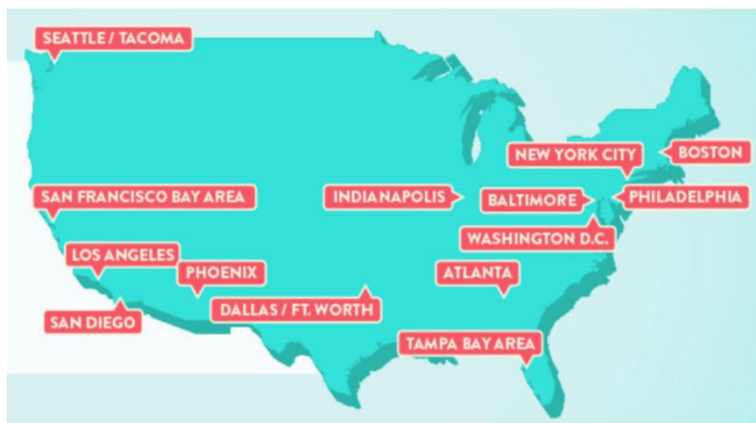 SEATTLE / TACOMA
NEW YORK CITY
BOSTON
SAN FRANCISCO BAY AREA
INDIANAPOLIS
BALTIMORE
PHILADELPHIA
WASHINGTON D.C.
LOS ANGELES
PHOENIX
ATLANTA
DALLAS / FT. WORTH
SAN DIEGO
TAMPA BAY AREA